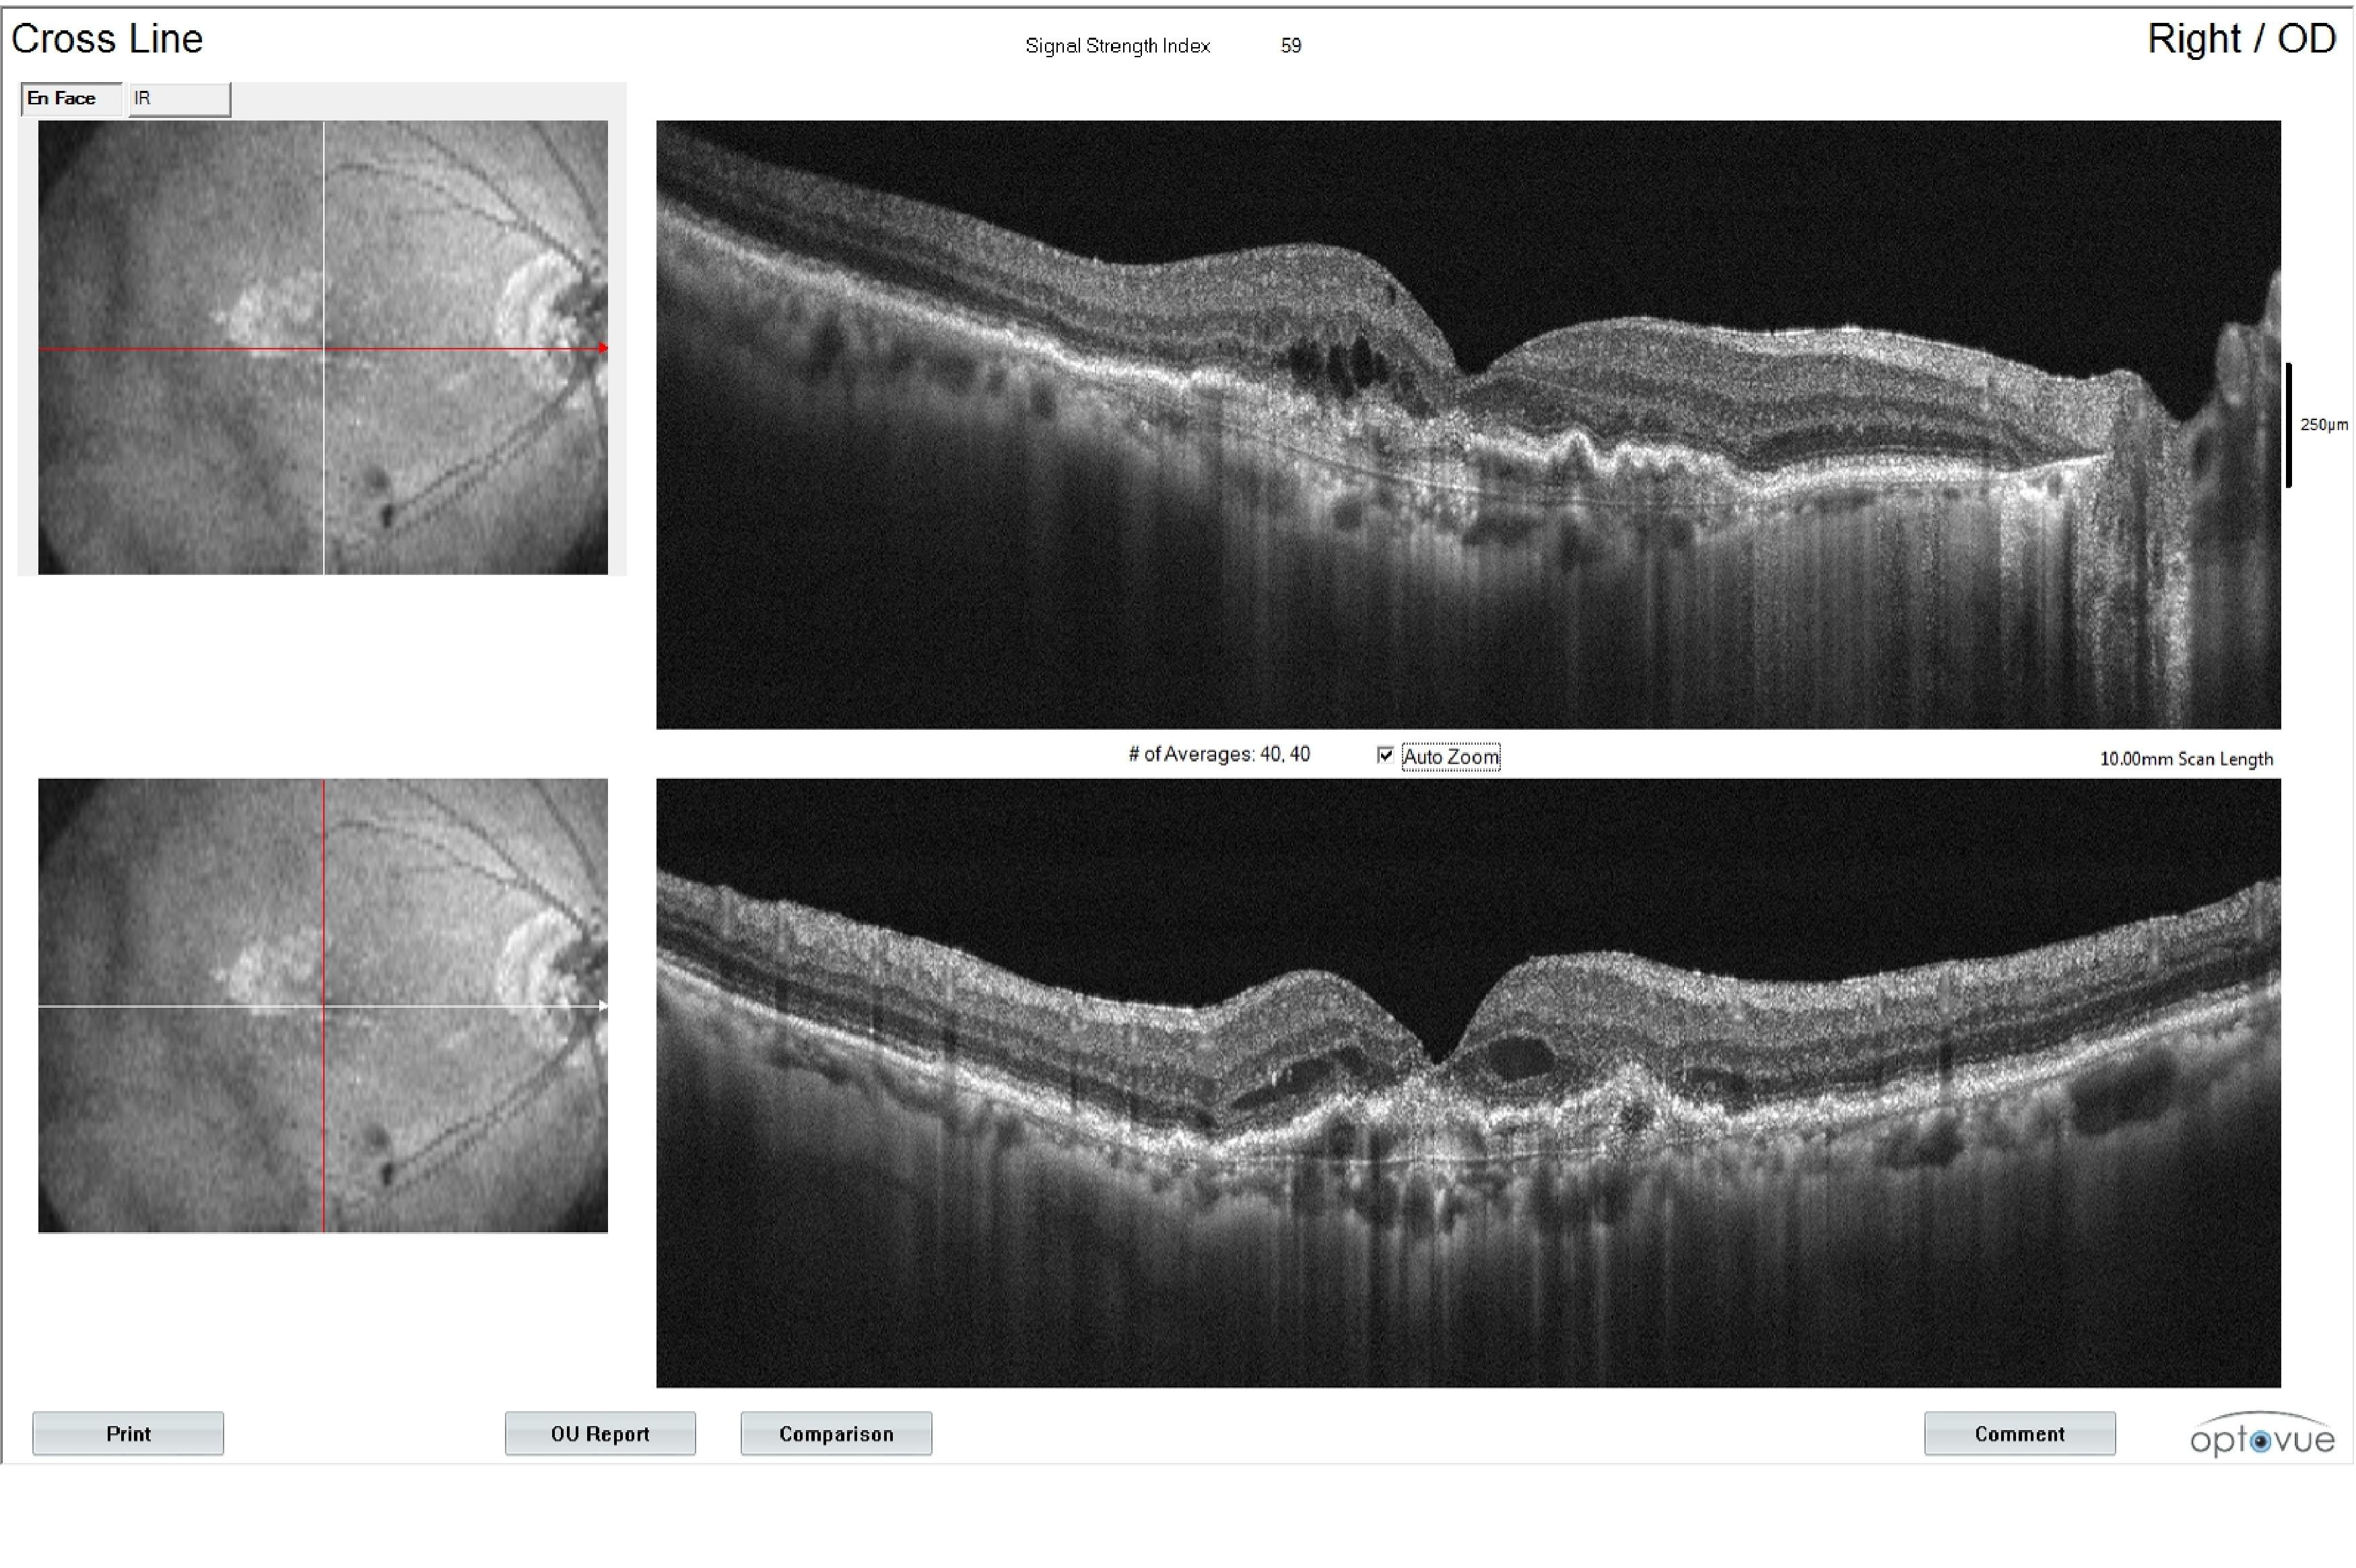 Cross Line
Signal Strength Index 59
Right / OD
En Face IR
250µm
# of Averages: 40, 40
Auto Zoom
10.00mm Scan Length
Print
OU Report
Comparison
Comment
optovue